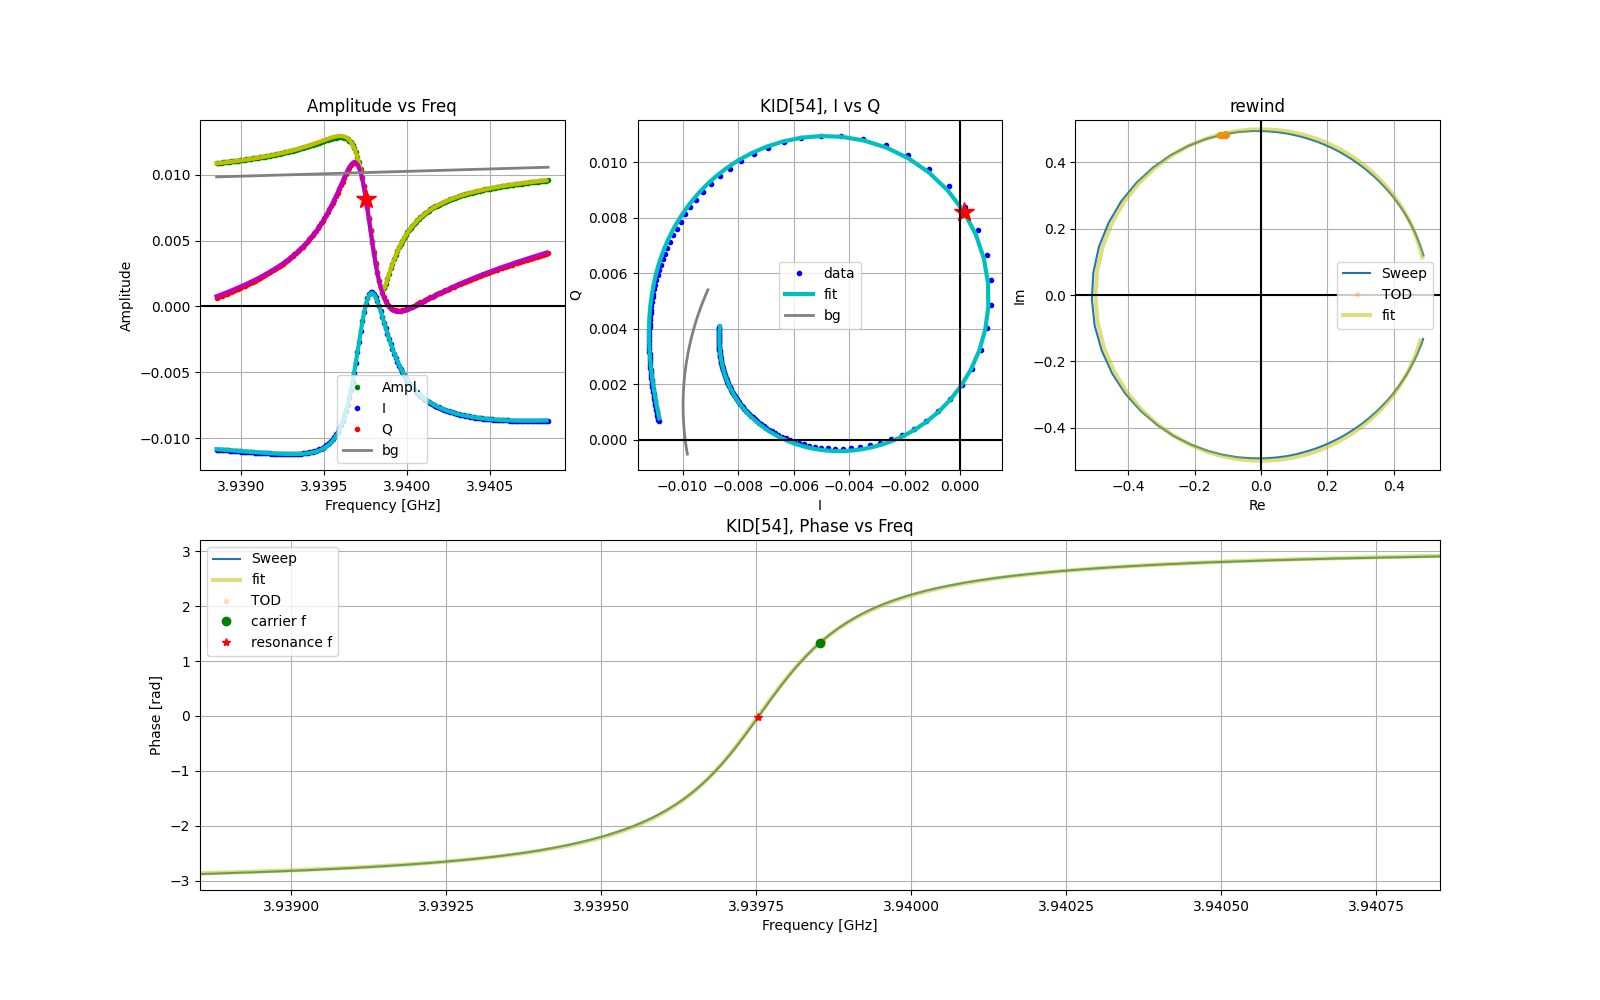 Amplitude vs Freq
Amplitude
0.010
0.005
0.000
−0.005
−0.010
Ampl.
I
Q
bg
3.9390
3.9395
3.9400
3.9405
Frequency [GHz]
KID[54], I vs Q
Q
0.010
0.008
0.006
0.004
0.002
0.000
data
fit
bg
−0.010
−0.008
−0.006
−0.004
−0.002
0.000
I
rewind
Im
0.4
0.2
0.0
−0.2
−0.4
Sweep
TOD
fit
−0.4
−0.2
0.0
0.2
0.4
Re
KID[54], Phase vs Freq
Phase [rad]
3
2
1
0
−1
−2
−3
Sweep
fit
TOD
carrier f
resonance f
3.93900
3.93925
3.93950
3.93975
3.94000
3.94025
3.94050
3.94075
Frequency [GHz]